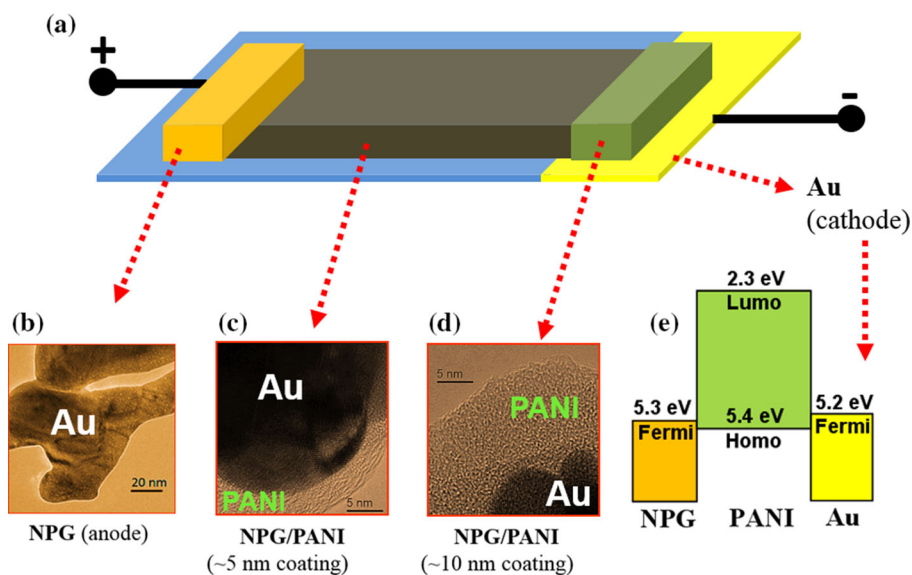 (a)
+
-
Au
(cathode)
(b)
Au
20 nm
NPG (anode)
(c)
Au
PANI
5 nm
NPG/PANI
(~5 nm coating)
(d)
5 nm
PANI
Au
NPG/PANI
(~10 nm coating)
(e)
2.3 eV
Lumo
5.3 eV
Fermi
5.4 eV
Homo
5.2 eV
Fermi
NPG PANI Au